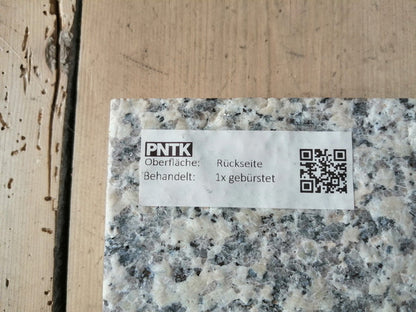 PNTK
Oberfläche: Rückseite
Behandelt: 1x gebürstet